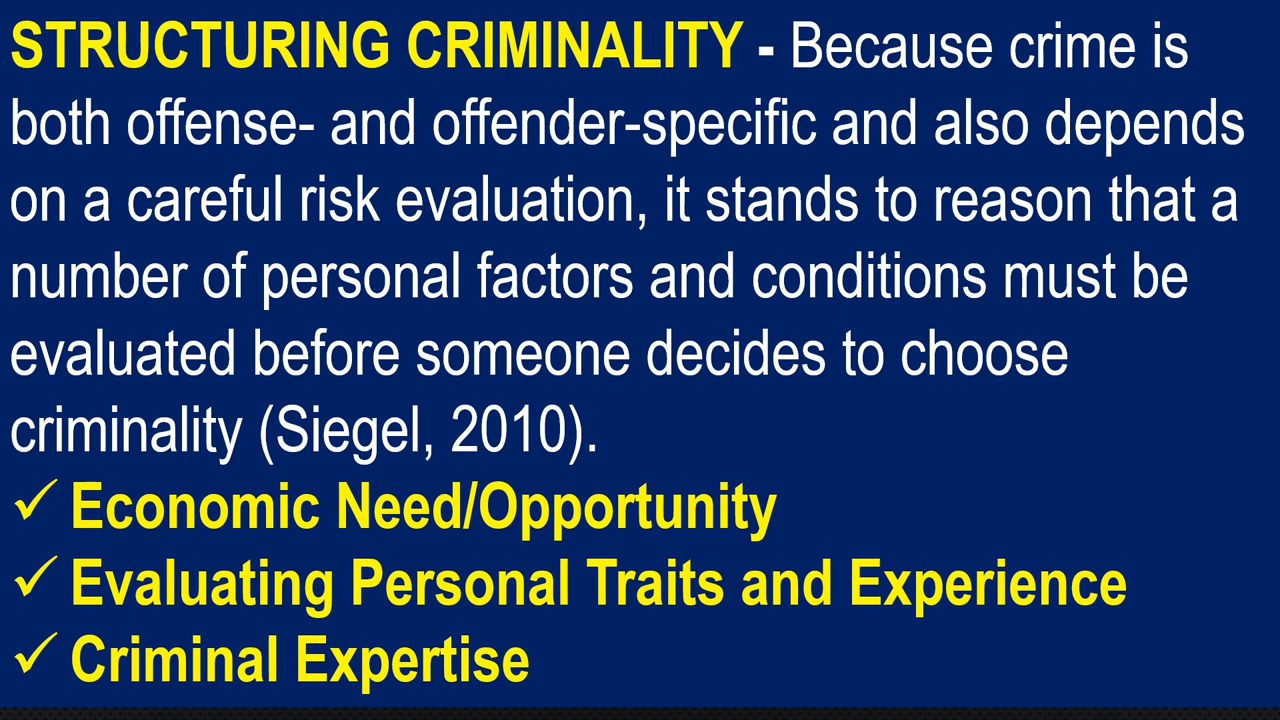 STRUCTURING CRIMINALITY - Because crime is
both offense- and offender-specific and also depends
on a careful risk evaluation, it stands to reason that a
number of personal factors and conditions must be
evaluated before someone decides to choose
criminality (Siegel, 2010).
✓ Economic Need/Opportunity
✓ Evaluating Personal Traits and Experience
✓ Criminal Expertise